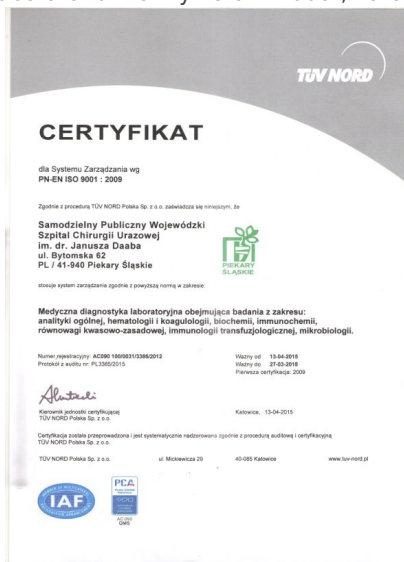 TÜV NORD
CERTYFIKAT
dla Systemu Zarządzania wg
PN-EN ISO 9001 : 2009
Zgodnie z procedurą TÜV NORD Polska Sp. z o.o. zaświadcza się niniejszym, że
Samodzielny Publiczny Wojewódzki
Szpital Chirurgii Urazowej
im. dr. Janusza Daaba
ul. Bytomska 62
PL / 41-940 Piekary Śląskie
PIEKARY
ŚLĄSKIE
stosuje system zarządzania zgodnie z powyższą normą w zakresie:
Medyczna diagnostyka laboratoryjna obejmująca badania z zakresu:
analityki ogólnej, hematologii i koagulologii, biochemii, immunochemii,
równowagi kwasowo-zasadowej, immunologii transfuzjologicznej, mikrobiologii.
Numer rejestracyjny: AC090 100/0031/3385/2012
Protokół z auditu nr: PL3365/2015
Ważny od 13-04-2015
Ważny do 27-03-2018
Pierwsza certyfikacja: 2009
Kierownik jednostki certyfikującej
TÜV NORD Polska Sp. z o.o.
Katowice, 13-04-2015
Certyfikacja została przeprowadzona i jest systematycznie nadzorowana zgodnie z procedurą auditową i certyfikacyjną
TÜV NORD Polska Sp. z o.o.
TÜV NORD Polska Sp. z o.o. ul. Mickiewicza 29 40-085 Katowice www.tuv-nord.pl
IAF
PCA
AC 090
QMS